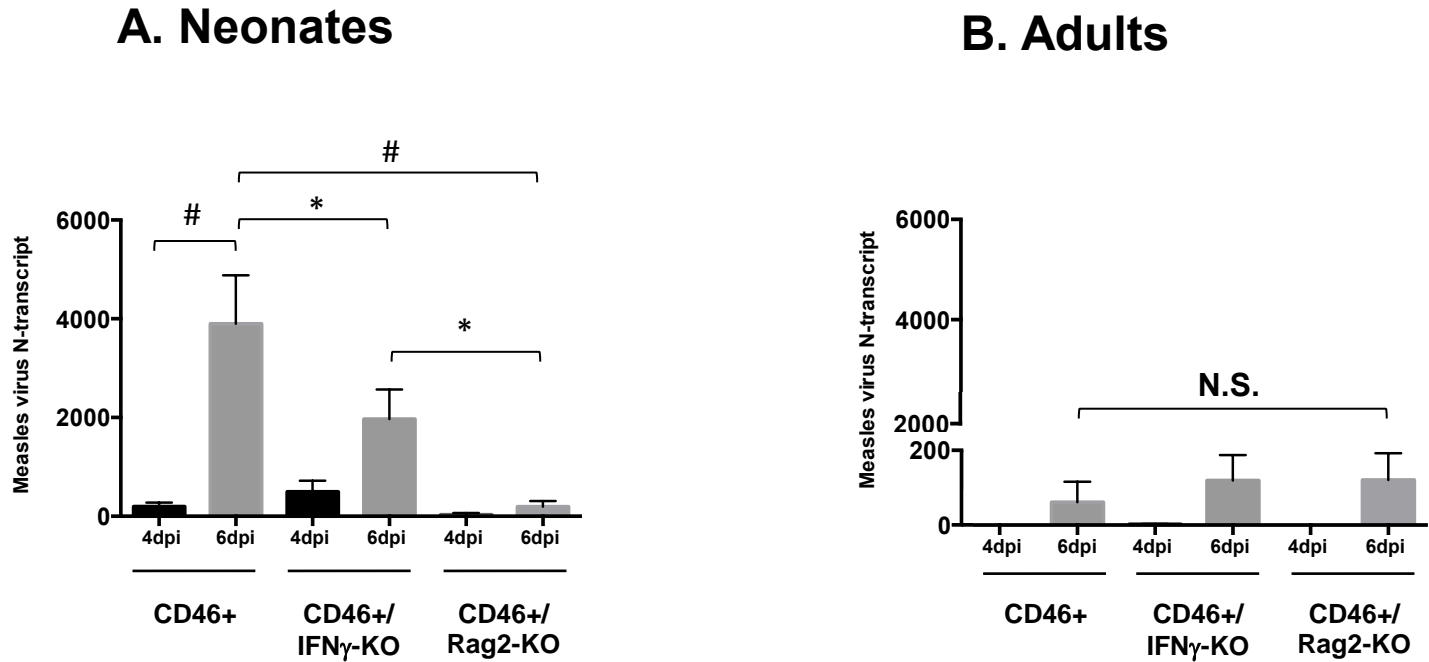 A. Neonates
#
#
*
*
Measles virus N-transcript
6000
4000
2000
0
4dpi 6dpi 4dpi 6dpi 4dpi 6dpi
CD46+ CD46+/ CD46+/
IFNγ-KO Rag2-KO
B. Adults
Measles virus N-transcript
6000
4000
2000
200
0
N.S.
4dpi 6dpi 4dpi 6dpi 4dpi 6dpi
CD46+ CD46+/ CD46+/
IFNγ-KO Rag2-KO